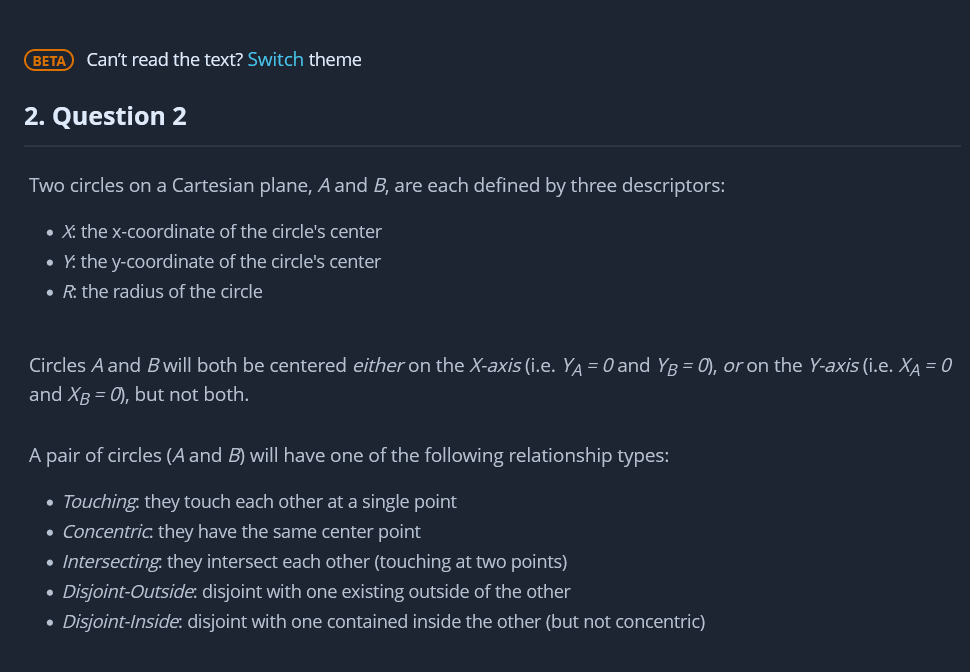 BETA Can't read the text? Switch theme
2. Question 2
Two circles on a Cartesian plane, A and B, are each defined by three descriptors:
• X: the x-coordinate of the circle's center
• Y: the y-coordinate of the circle's center
• R: the radius of the circle
Circles A and B will both be centered either on the X-axis (i.e. YA = 0 and YB = 0), or on the Y-axis (i.e. XA = 0
and XB = 0), but not both.
A pair of circles (A and B) will have one of the following relationship types:
• Touching: they touch each other at a single point
• Concentric: they have the same center point
• Intersecting: they intersect each other (touching at two points)
• Disjoint-Outside: disjoint with one existing outside of the other
• Disjoint-Inside: disjoint with one contained inside the other (but not concentric)